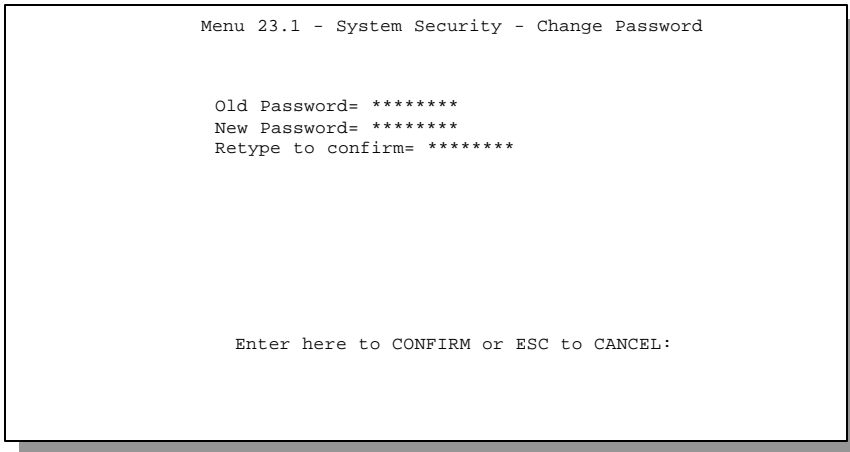 Menu 23.1 - System Security - Change Password
Old Password= ********
New Password= ********
Retype to confirm= ********
Enter here to CONFIRM or ESC to CANCEL: